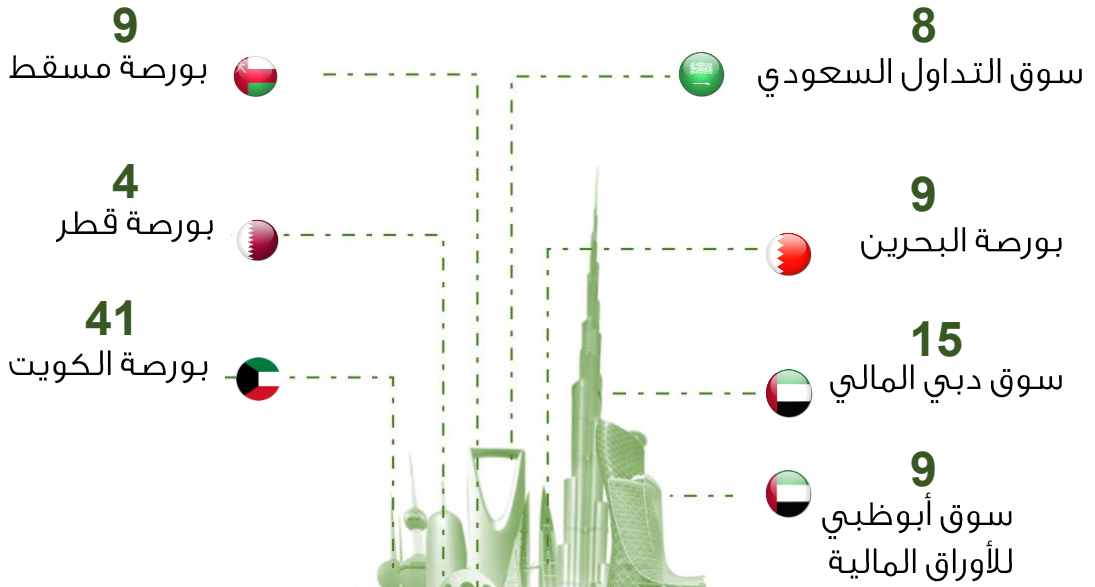 8
سوق التداول السعودي
9
بورصة البحرين
15
سوق دبي المالي
9
سوق أبوظبي
للأوراق المالية
9
بورصة مسقط
4
بورصة قطر
41
بورصة الكويت